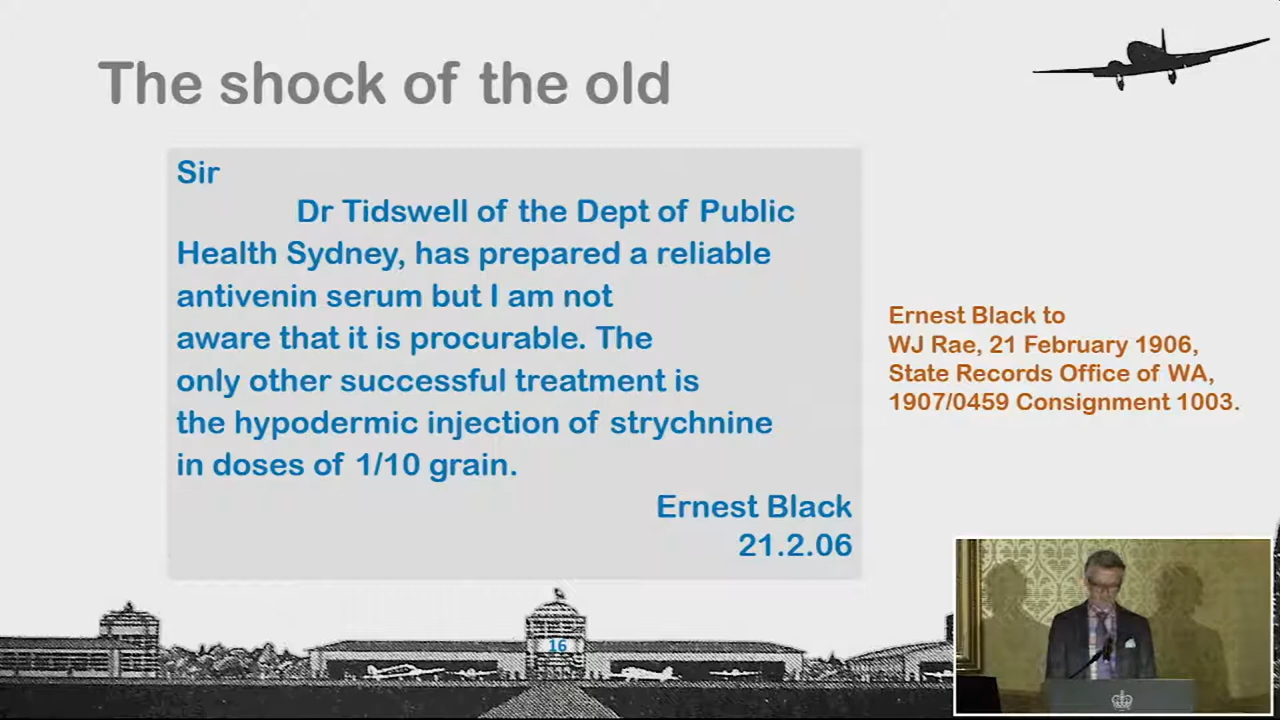 The shock of the old
Sir
Dr Tidswell of the Dept of Public
Health Sydney, has prepared a reliable
antivenin serum but I am not
aware that it is procurable. The
only other successful treatment is
the hypodermic injection of strychnine
in doses of 1/10 grain.
Ernest Black
21.2.06
Ernest Black to
WJ Rae, 21 February 1906,
State Records Office of WA,
1907/0459 Consignment 1003.
16